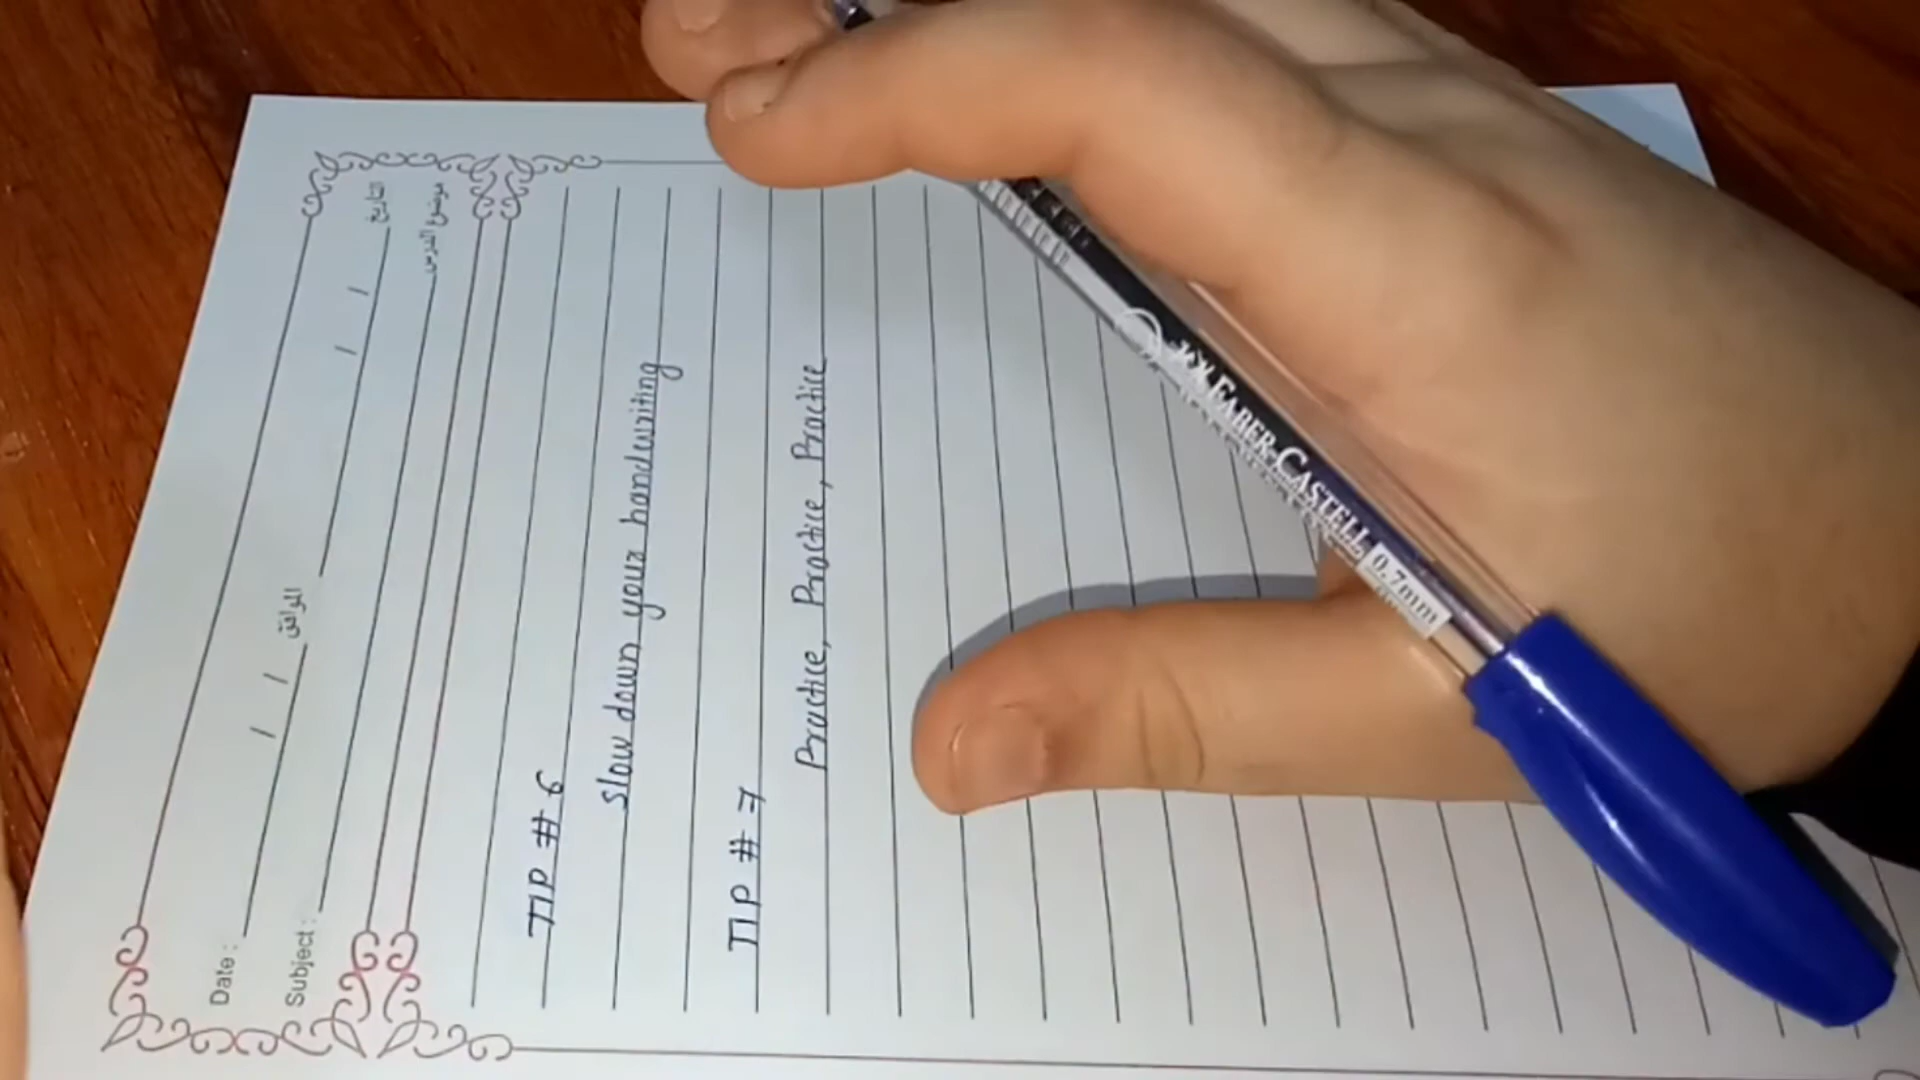 Date : / / الموافق / / التاريخ
Subject : موضوع الدرس
TIP # 6
Slow down your handwriting
TIP # 7
Practice, Practice, Practice
FABER-CASTELL 0.7mm